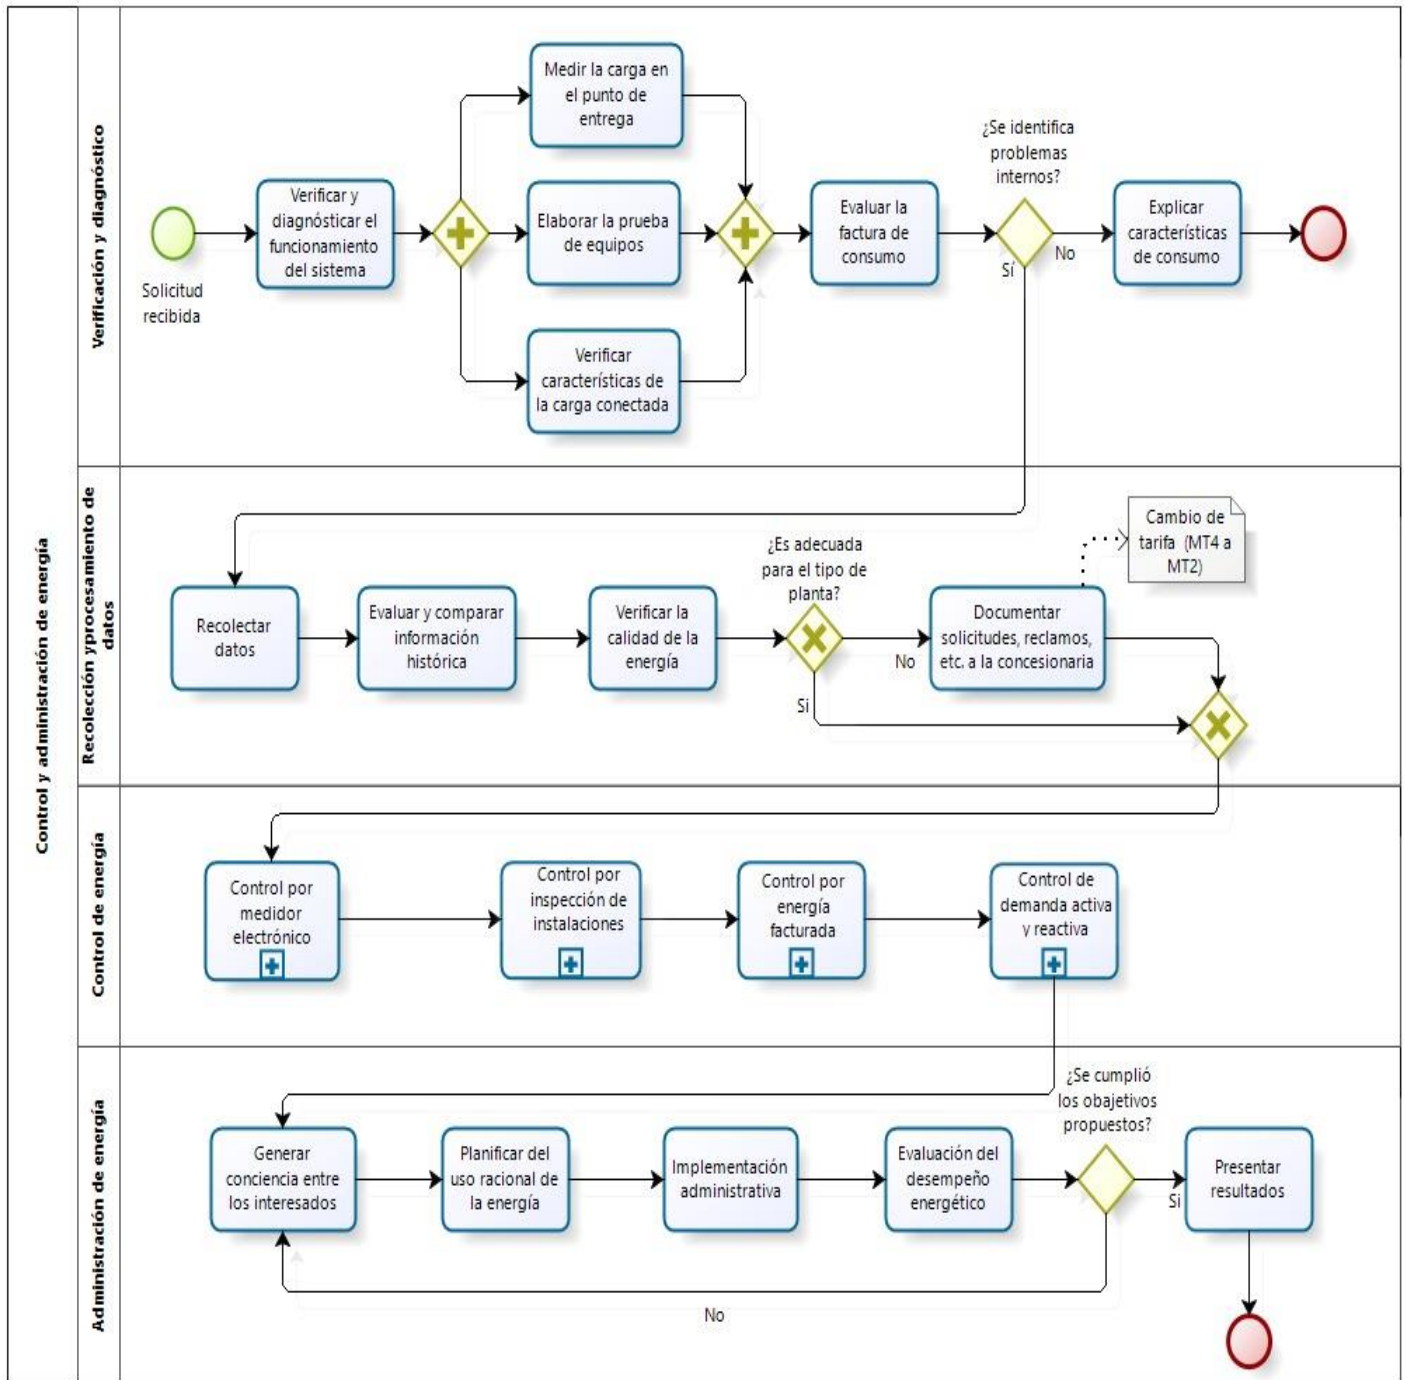 Control y administración de energía
Verificación y diagnóstico
Solicitud
recibida
Verificar y
diagnósticar el
funcionamiento
del sistema
Medir la carga en
el punto de
entrega
Elaborar la prueba
de equipos
Verificar
características de
la carga conectada
Evaluar la
factura de
consumo
¿Se identifica
problemas
internos?
Sí
No
Explicar
características
de consumo
Recolección yprocesamiento de
datos
Recolectar
datos
Evaluar y comparar
información
histórica
Verificar la
calidad de la
energía
¿Es adecuada
para el tipo de
planta?
No
Si
Documentar
solicitudes, reclamos,
etc. a la concesionaria
Cambio de
tarifa (MT4 a
MT2)
Control de energía
Control por
medidor
electrónico
Control por
inspección de
instalaciones
Control por
energía
facturada
Control de
demanda activa
y reactiva
Administración de energía
Generar
conciencia entre
los interesados
Planificar del
uso racional de
la energía
Implementación
administrativa
Evaluación del
desempeño
energético
¿Se cumplió
los obajetivos
propuestos?
Si
No
Presentar
resultados